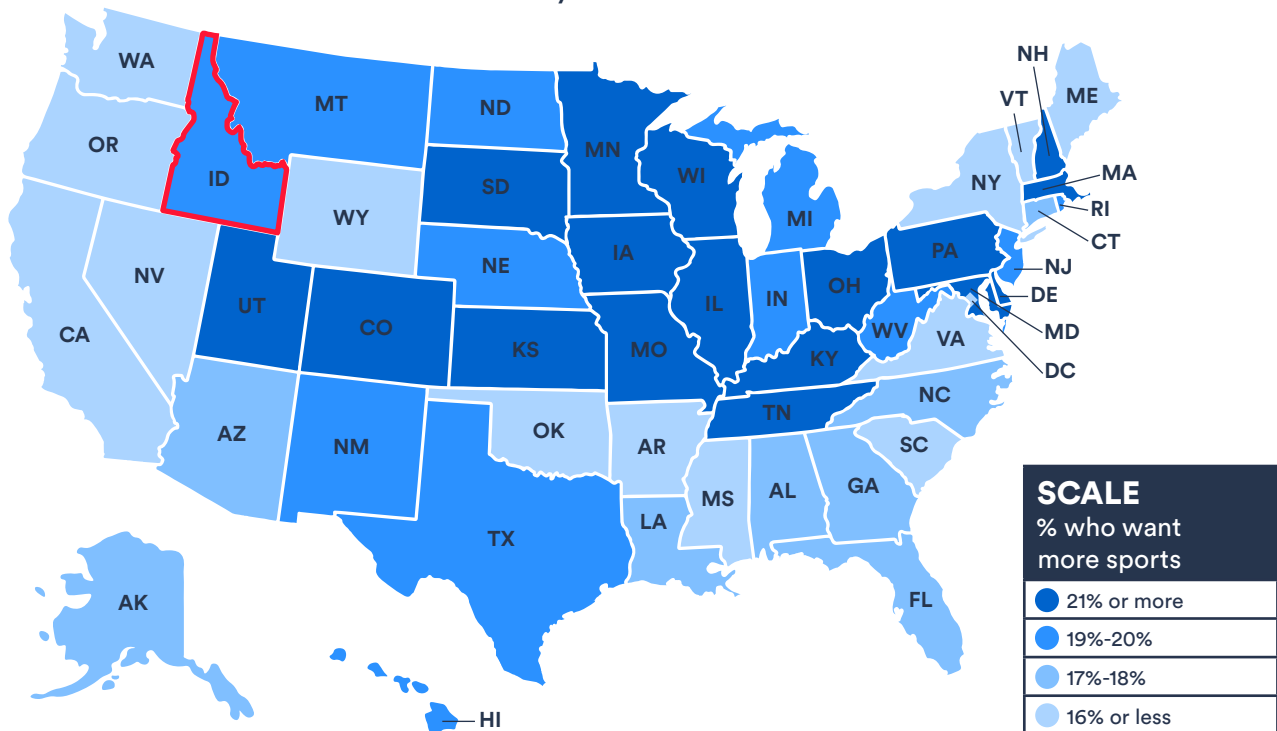 NH
WA
ME
VT
MT
ND
OR
MN
MA
WI
ID
SD
NY
RI
WY
MI
CT
PA
IA
NE
NJ
NV
OH
DE
IN
UT
IL
CO
WV
MD
CA
VA
KS
MO
KY
DC
NC
TN
OK
AZ
SC
NM
AR
GA
AL
MS
SCALE
LA
% who want
TX
more sports
AK
FL
21% or more
19%-20%
17%-18%
16% or less
HI